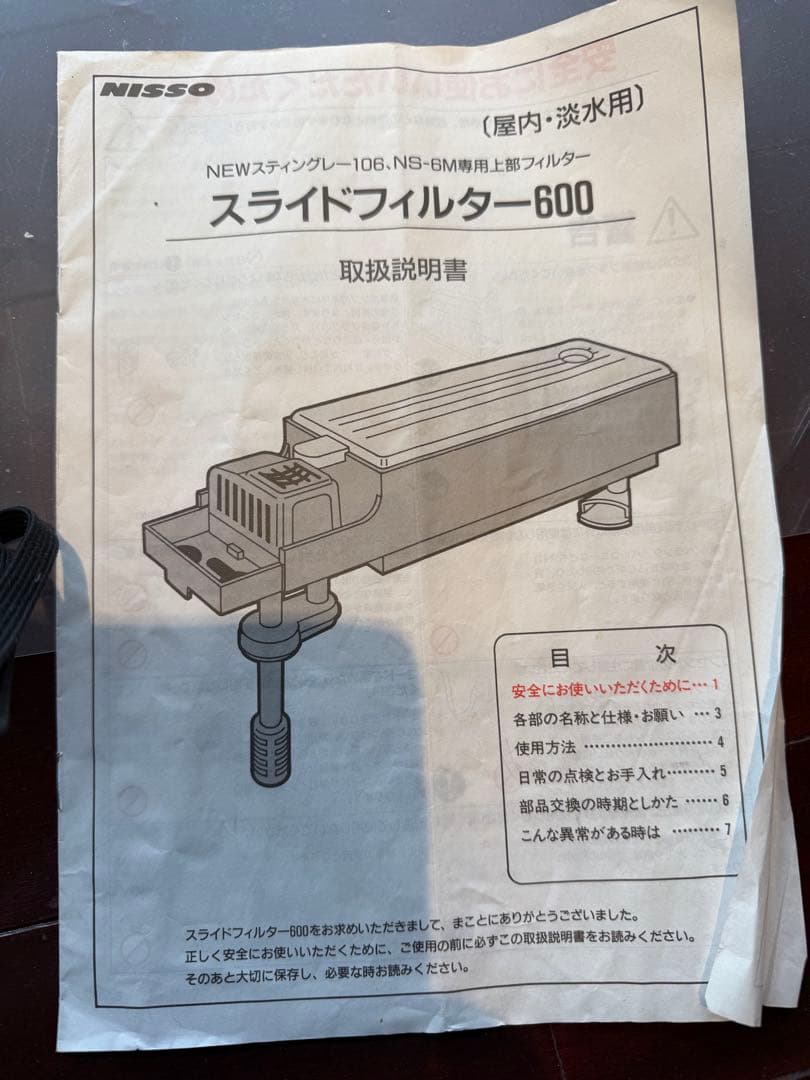 NISSO
(屋内・淡水用)
NEWスティングレー106、NS-6M専用上部フィルター
スライドフィルター600
取扱説明書
目 次
安全にお使いいただくために…1
各部の名称と仕様・お願い …3
使用方法 ……………………4
日常の点検とお手入れ………5
部品交換の時期としかた ……6
こんな異常がある時は ………7
スライドフィルター600をお求めいただきまして、まことにありがとうございました。
正しく安全にお使いいただくために、ご使用の前に必ずこの取扱説明書をお読みください。
そのあと大切に保存し、必要な時お読みください。